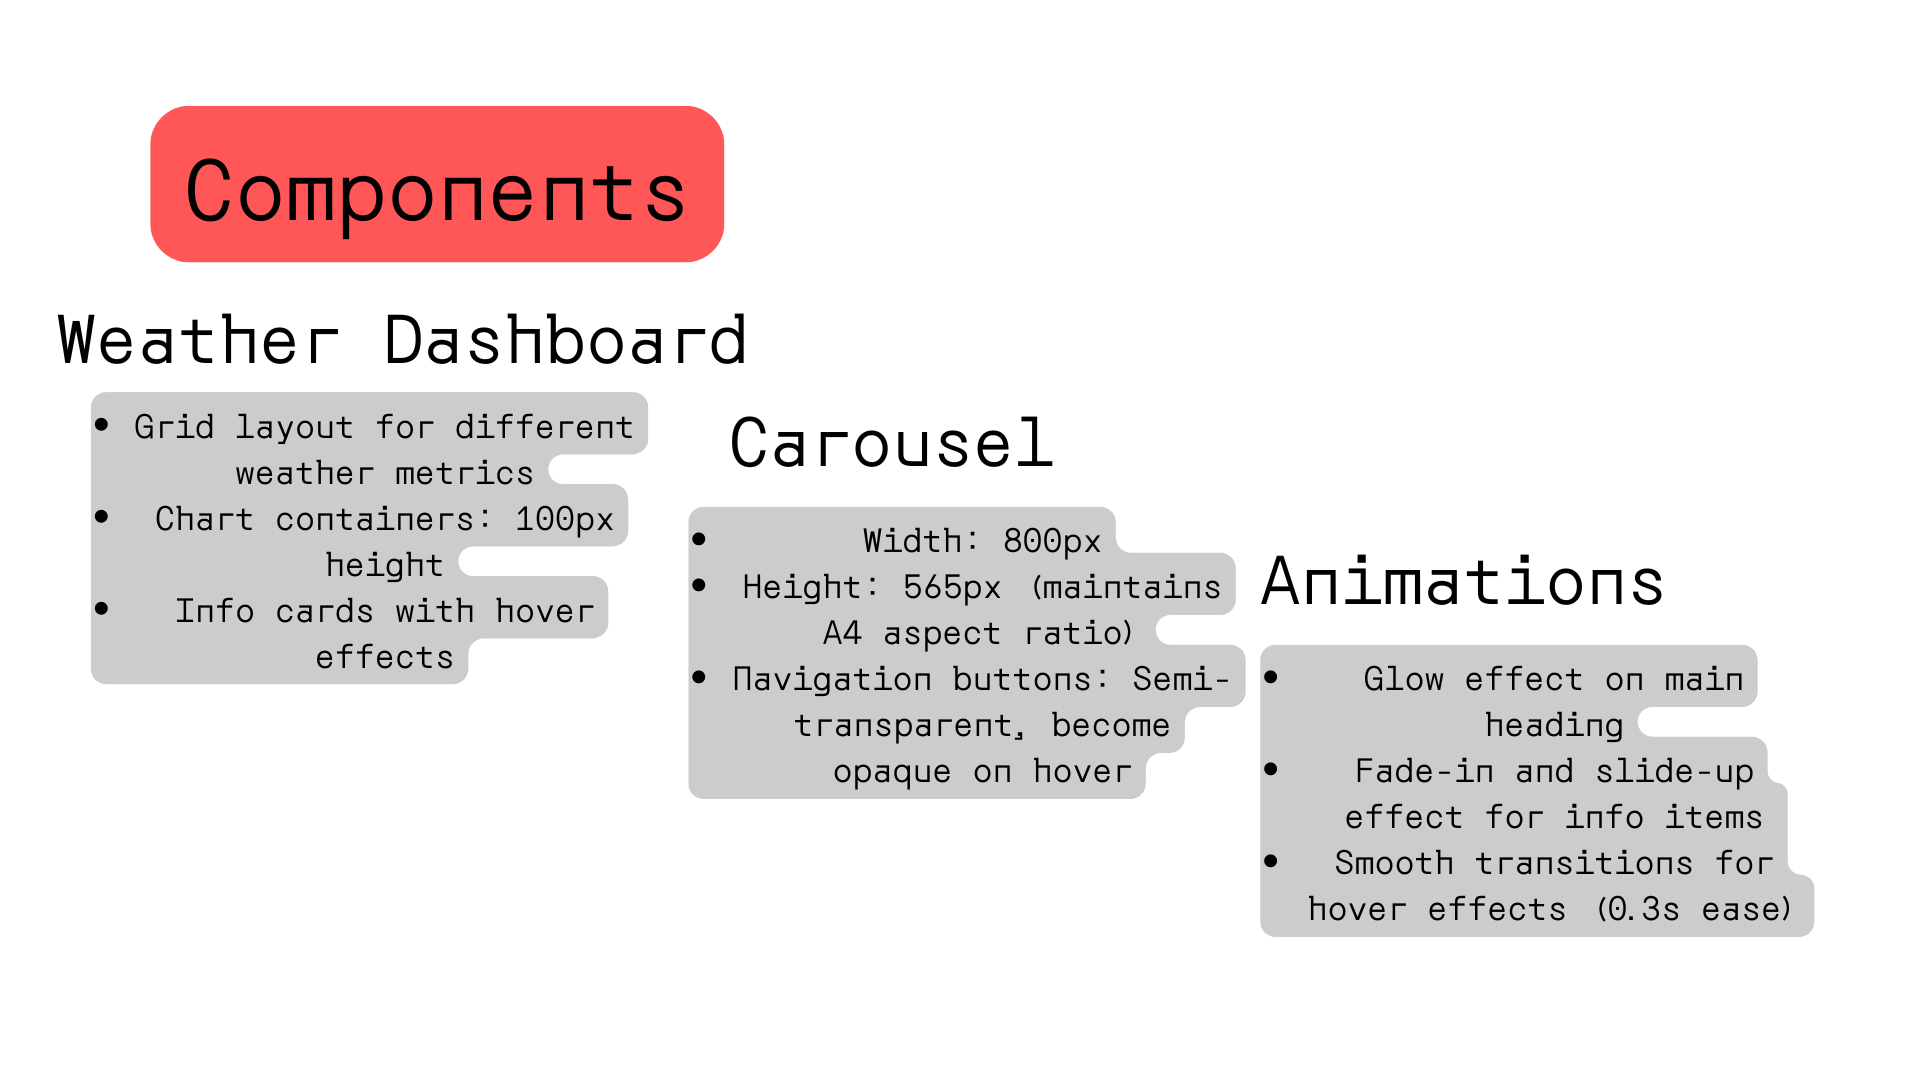 Components
Weather Dashboard
• Grid layout for different
weather metrics
• Chart containers: 100px
height
• Info cards with hover
effects
Carousel
• Width: 800px
• Height: 565px (maintains
A4 aspect ratio)
• Navigation buttons: Semi-
transparent, become
opaque on hover
Animations
• Glow effect on main
heading
• Fade-in and slide-up
effect for info items
• Smooth transitions for
hover effects (0.3s ease)